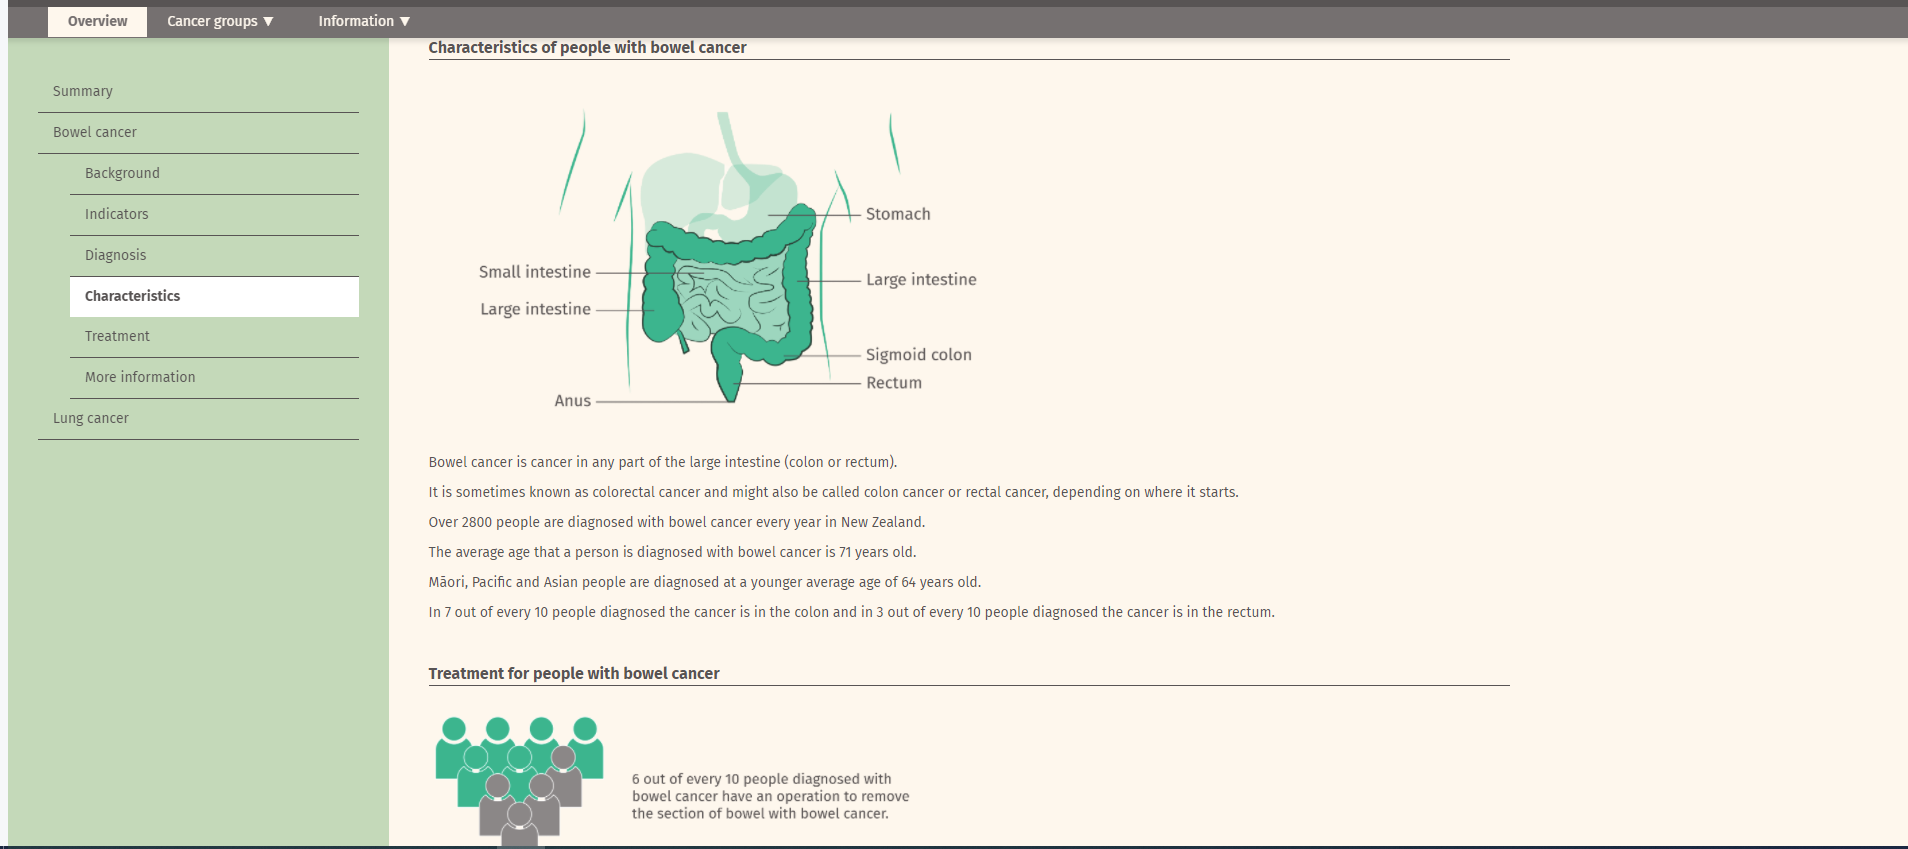 Overview
Cancer groups ▼
Information ▼
Summary
Bowel cancer
Background
Indicators
Diagnosis
Characteristics
Treatment
More information
Lung cancer
Characteristics of people with bowel cancer
Stomach
Small intestine
Large intestine
Large intestine
Sigmoid colon
Rectum
Anus
Bowel cancer is cancer in any part of the large intestine (colon or rectum).
It is sometimes known as colorectal cancer and might also be called colon cancer or rectal cancer, depending on where it starts.
Over 2800 people are diagnosed with bowel cancer every year in New Zealand.
The average age that a person is diagnosed with bowel cancer is 71 years old.
Māori, Pacific and Asian people are diagnosed at a younger average age of 64 years old.
In 7 out of every 10 people diagnosed the cancer is in the colon and in 3 out of every 10 people diagnosed the cancer is in the rectum.
Treatment for people with bowel cancer
6 out of every 10 people diagnosed with
bowel cancer have an operation to remove
the section of bowel with bowel cancer.